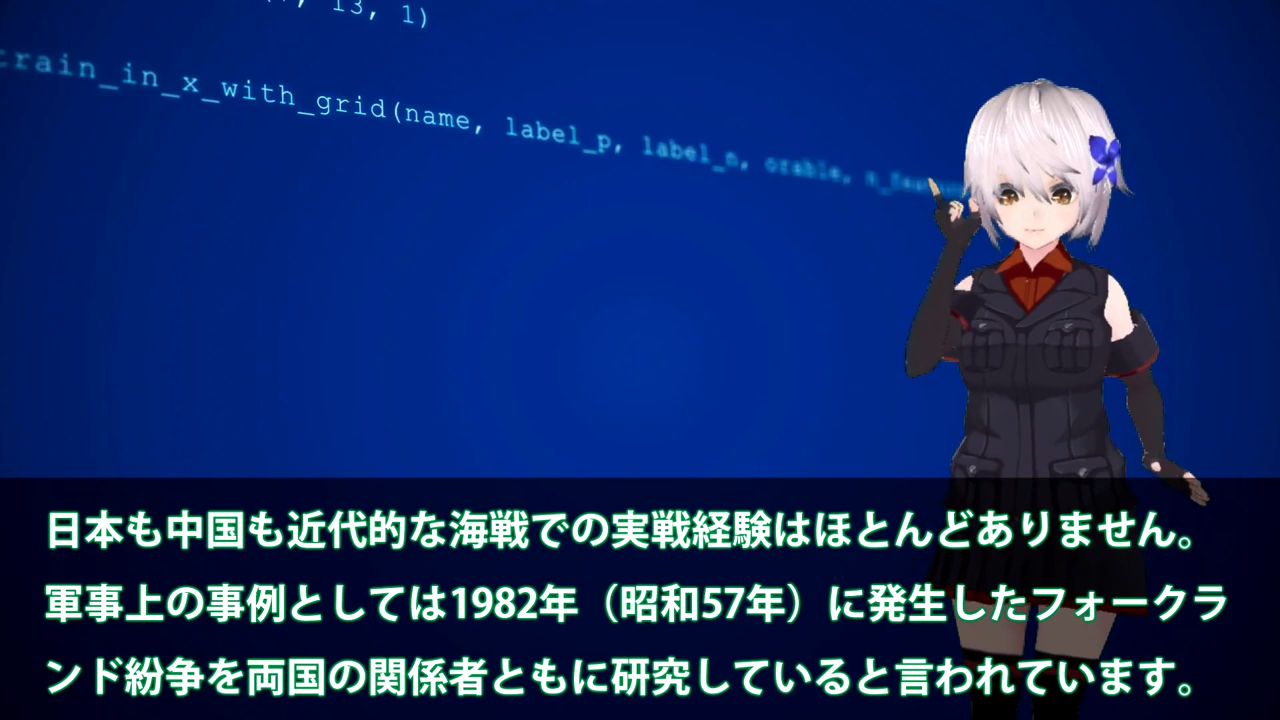 13, 1)
train_in_x_with_grid(name, label_p, label_n,
日本も中国も近代的な海戦での実戦経験はほとんどありません。
軍事上の事例としては1982年（昭和57年）に発生したフォークラ
ンド紛争を両国の関係者ともに研究していると言われています。